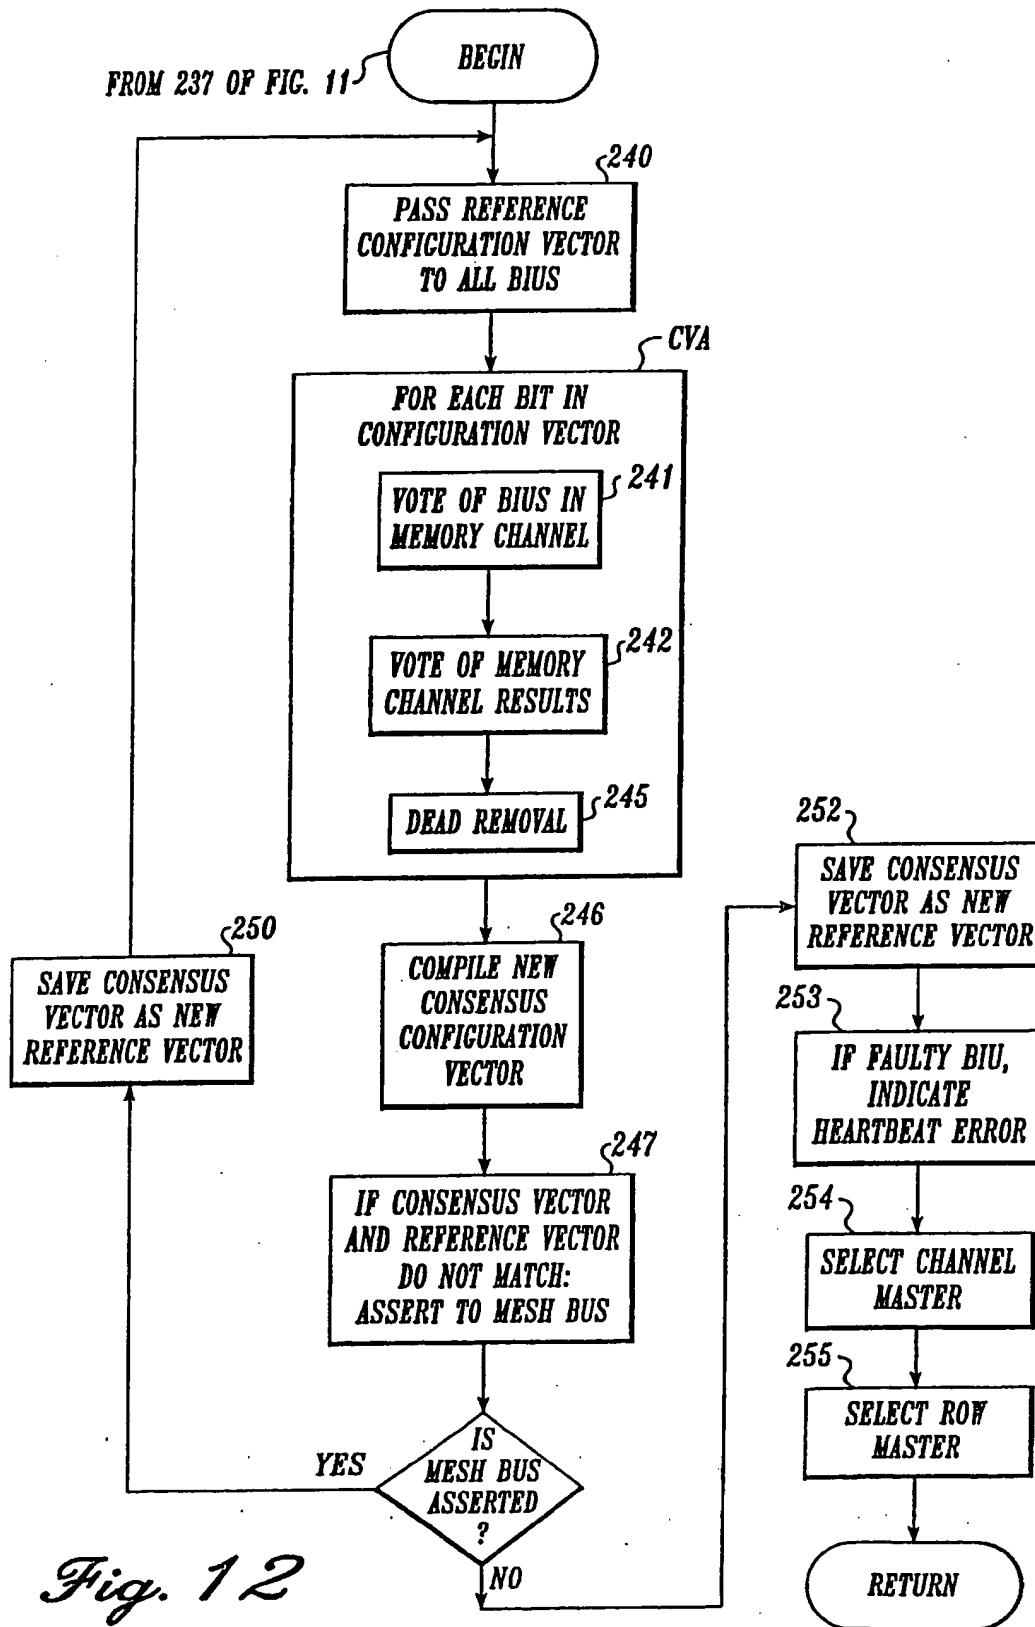 BEGIN
FROM 237 OF FIG. 11
240
PASS REFERENCE
CONFIGURATION VECTOR
TO ALL BIUS
CVA
FOR EACH BIT IN
CONFIGURATION VECTOR
241
VOTE OF BIUS IN
MEMORY CHANNEL
242
VOTE OF MEMORY
CHANNEL RESULTS
245
DEAD REMOVAL
246
COMPILE NEW
CONSENSUS
CONFIGURATION
VECTOR
247
IF CONSENSUS VECTOR
AND REFERENCE VECTOR
DO NOT MATCH:
ASSERT TO MESH BUS
IS
MESH BUS
ASSERTED
?
YES
NO
250
SAVE CONSENSUS
VECTOR AS NEW
REFERENCE VECTOR
252
SAVE CONSENSUS
VECTOR AS NEW
REFERENCE VECTOR
253
IF FAULTY BIU,
INDICATE
HEARTBEAT ERROR
254
SELECT CHANNEL
MASTER
255
SELECT ROW
MASTER
RETURN
Fig. 12